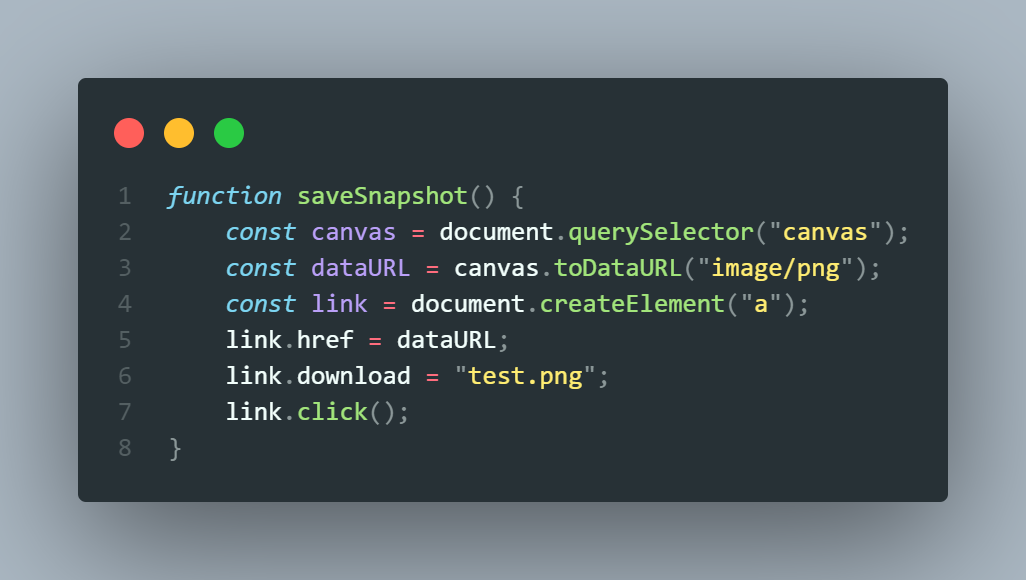 1 function saveSnapshot() {
2     const canvas = document.querySelector("canvas");
3     const dataURL = canvas.toDataURL("image/png");
4     const link = document.createElement("a");
5     link.href = dataURL;
6     link.download = "test.png";
7     link.click();
8 }